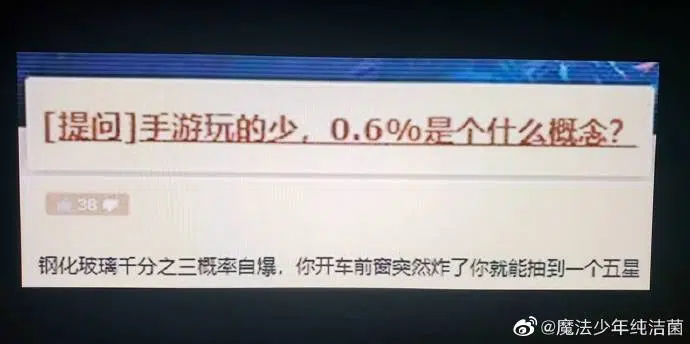 [提问]手游玩的少，0.6%是个什么概念？
38
钢化玻璃千分之三概率自爆，你开车前窗突然炸了你就能抽到一个五星
@魔法少年纯洁菌